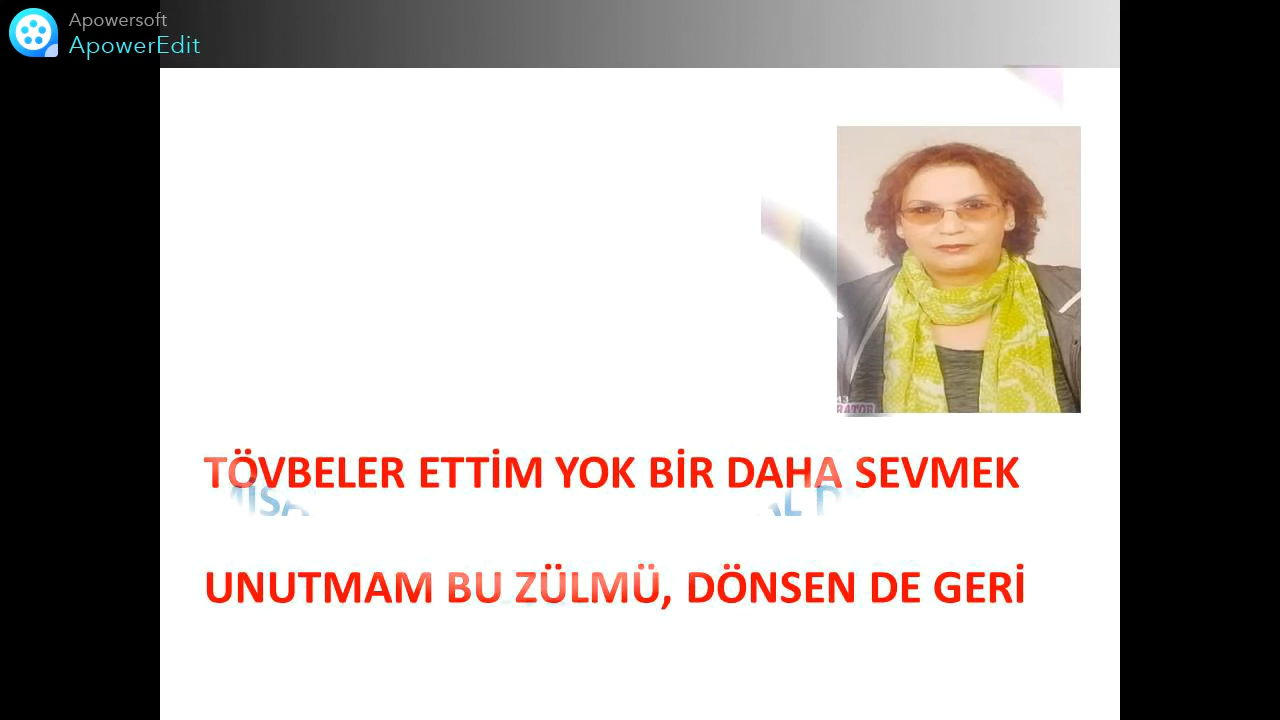 Apowersoft
ApowerEdit
TÖVBELER ETTİM YOK BİR DAHA SEVMEK
UNUTMAM BU ZÜLMÜ, DÖNSEN DE GERİ